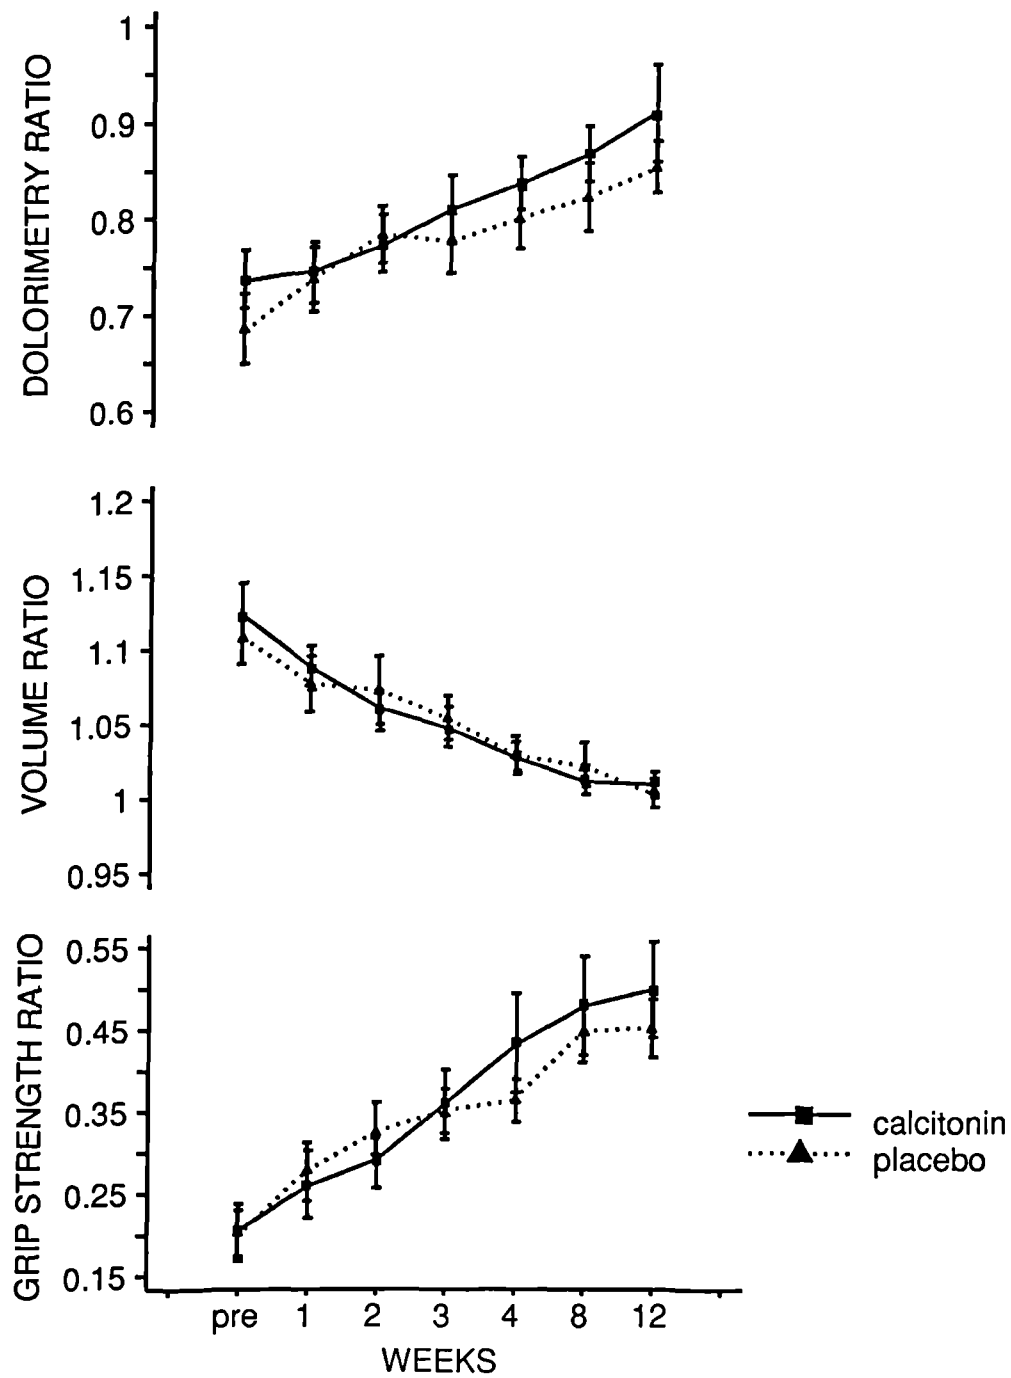 DOLORIMETRY RATIO
1
0.9
0.8
0.7
0.6
VOLUME RATIO
1.2
1.15
1.1
1.05
1
0.95
GRIP STRENGTH RATIO
0.55
0.45
0.35
0.25
0.15
pre 1 2 3 4 8 12
WEEKS
calcitonin
placebo